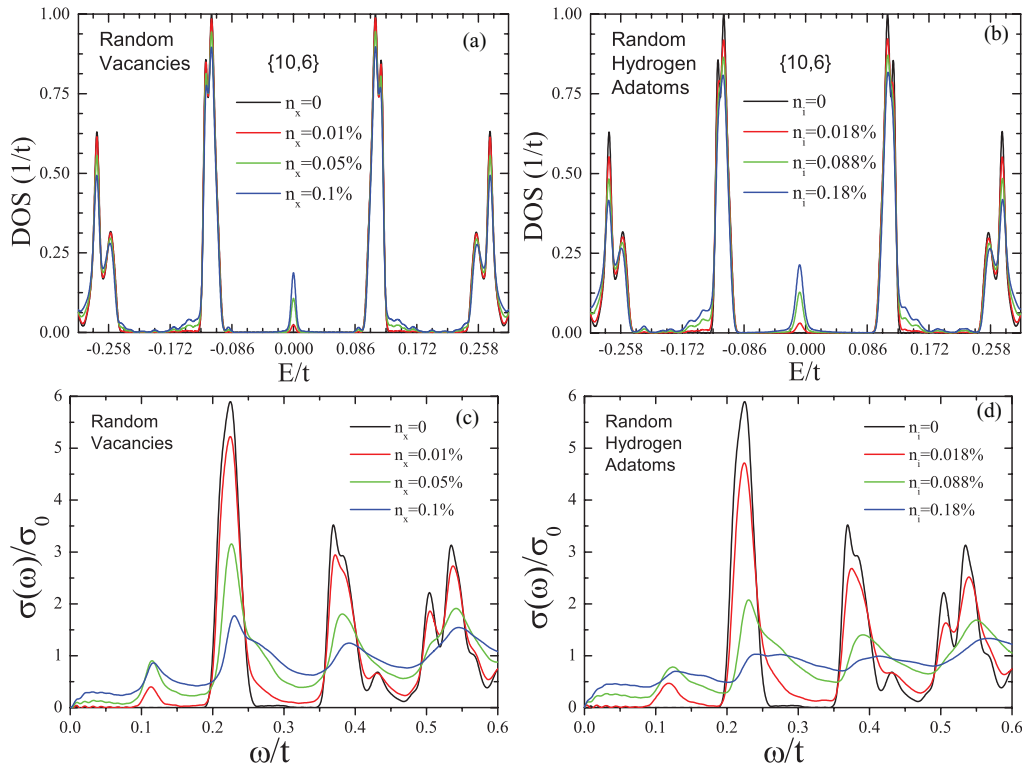 Random
Vacancies
(a)
{10,6}
n_x=0
n_x=0.01%
n_x=0.05%
n_x=0.1%
DOS (1/t)
1.00
0.75
0.50
0.25
0.00
-0.258 -0.172 -0.086 0.000 0.086 0.172 0.258
E/t
Random
Hydrogen
Adatoms
(b)
{10,6}
n_i=0
n_i=0.018%
n_i=0.088%
n_i=0.18%
DOS (1/t)
1.00
0.75
0.50
0.25
0.00
-0.258 -0.172 -0.086 0.000 0.086 0.172 0.258
E/t
Random
Vacancies
(c)
n_x=0
n_x=0.01%
n_x=0.05%
n_x=0.1%
σ(ω)/σ_0
6
5
4
3
2
1
0
0.0 0.1 0.2 0.3 0.4 0.5 0.6
ω/t
Random
Hydrogen
Adatoms
(d)
n_i=0
n_i=0.018%
n_i=0.088%
n_i=0.18%
σ(ω)/σ_0
6
5
4
3
2
1
0
0.0 0.1 0.2 0.3 0.4 0.5 0.6
ω/t